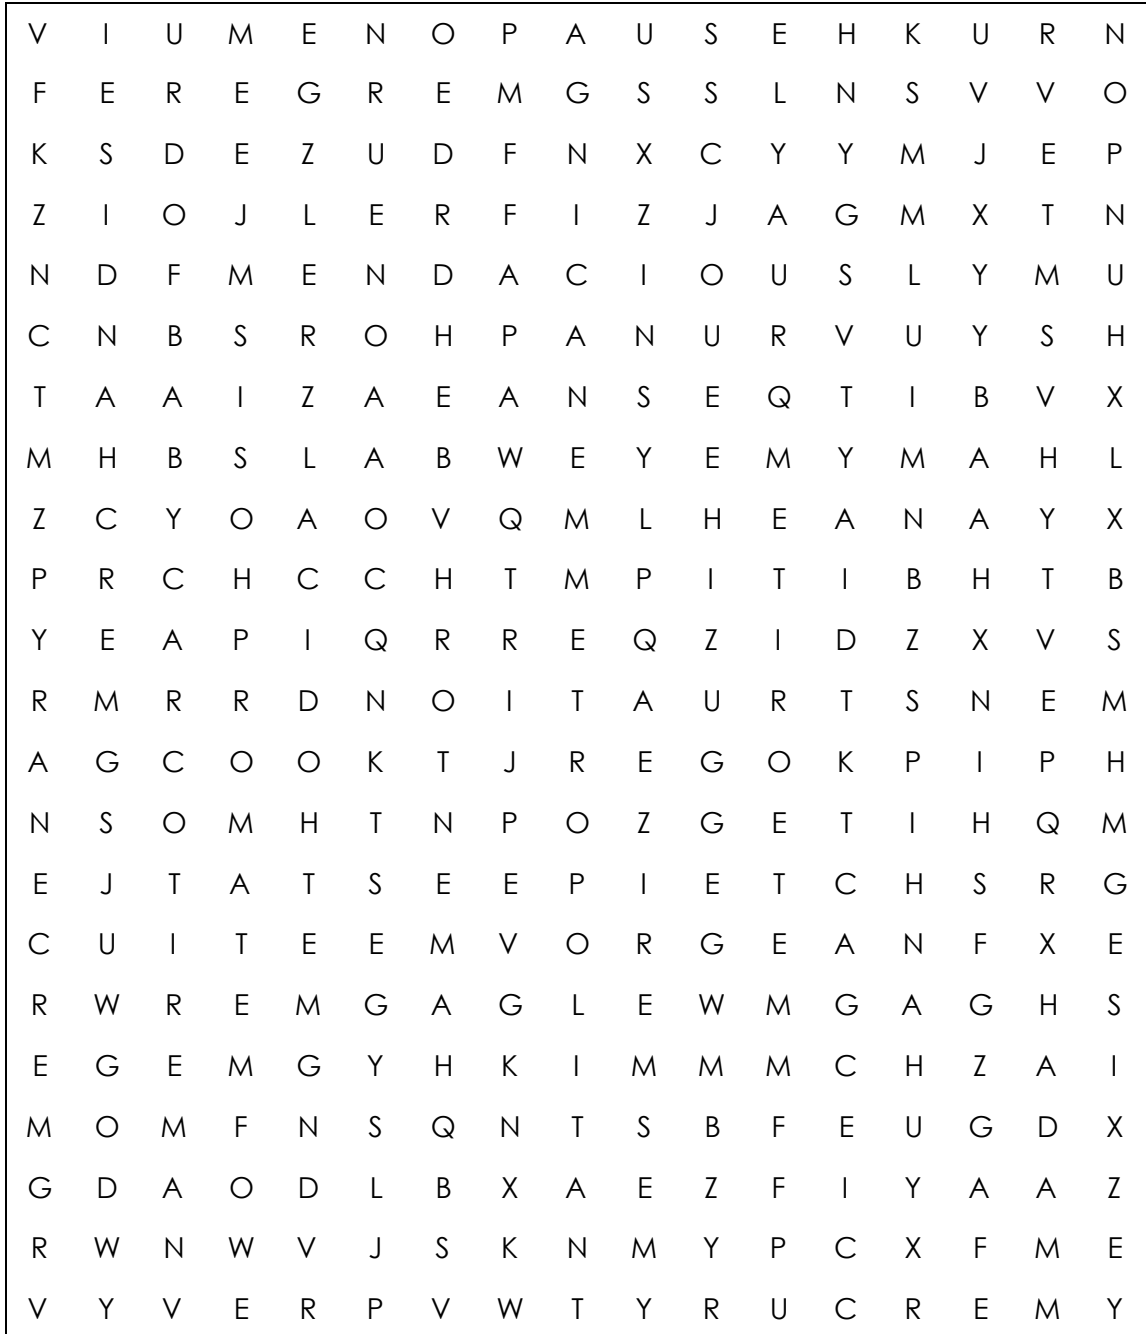 V I U M E N O P A U S E H K U R N
F E R E G R E M G S S L N S V V O
K S D E Z U D F N X C Y Y M J E P
Z I O J L E R F I Z J A G M X T N
N D F M E N D A C I O U S L Y M U
C N B S R O H P A N U R V U Y S H
T A A I Z A E A N S E Q T I B V X
M H B S L A B W E Y E M Y M A H L
Z C Y O A O V Q M L H E A N A Y X
P R C H C C H T M P I T I B H T B
Y E A P I Q R R E Q Z I D Z X V S
R M R R D N O I T A U R T S N E M
A G C O O K T J R E G O K P I P H
N S O M H T N P O Z G E T I H Q M
E J T A T S E E P I E T C H S R G
C U I T E E M V O R G E A N F X E
R W R E M G A G L E W M G A G H S
E G E M G Y H K I M M M C H Z A I
M O M F N S Q N T S B F E U G D X
G D A O D L B X A E Z F I Y A A Z
R W N W V J S K N M Y P C X F M E
V Y V E R P V W T Y R U C R E M Y